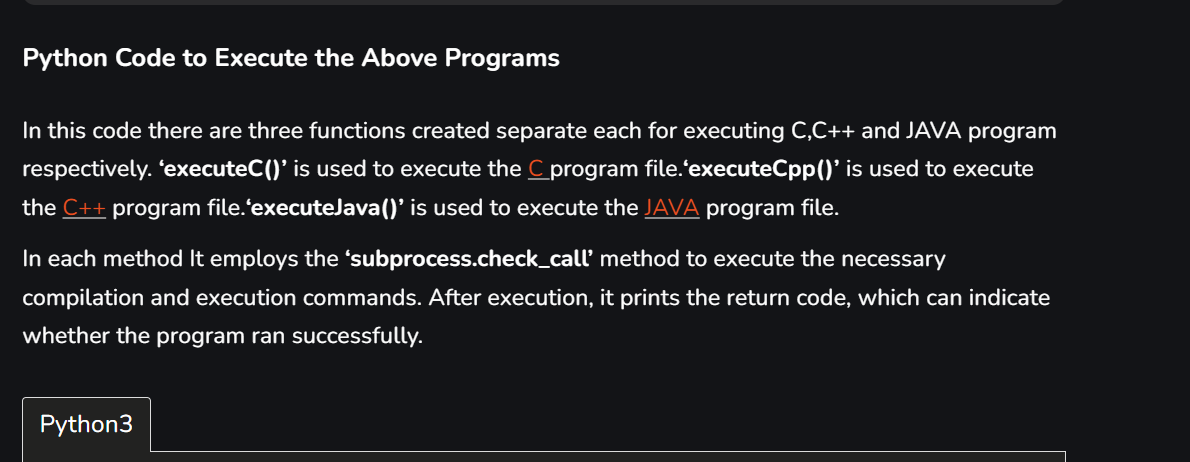 Python Code to Execute the Above Programs
In this code there are three functions created separate each for executing C,C++ and JAVA program
respectively. ‘executeC()’ is used to execute the C program file.‘executeCpp()’ is used to execute
the C++ program file.‘executeJava()’ is used to execute the JAVA program file.
In each method It employs the ‘subprocess.check_call’ method to execute the necessary
compilation and execution commands. After execution, it prints the return code, which can indicate
whether the program ran successfully.
Python3